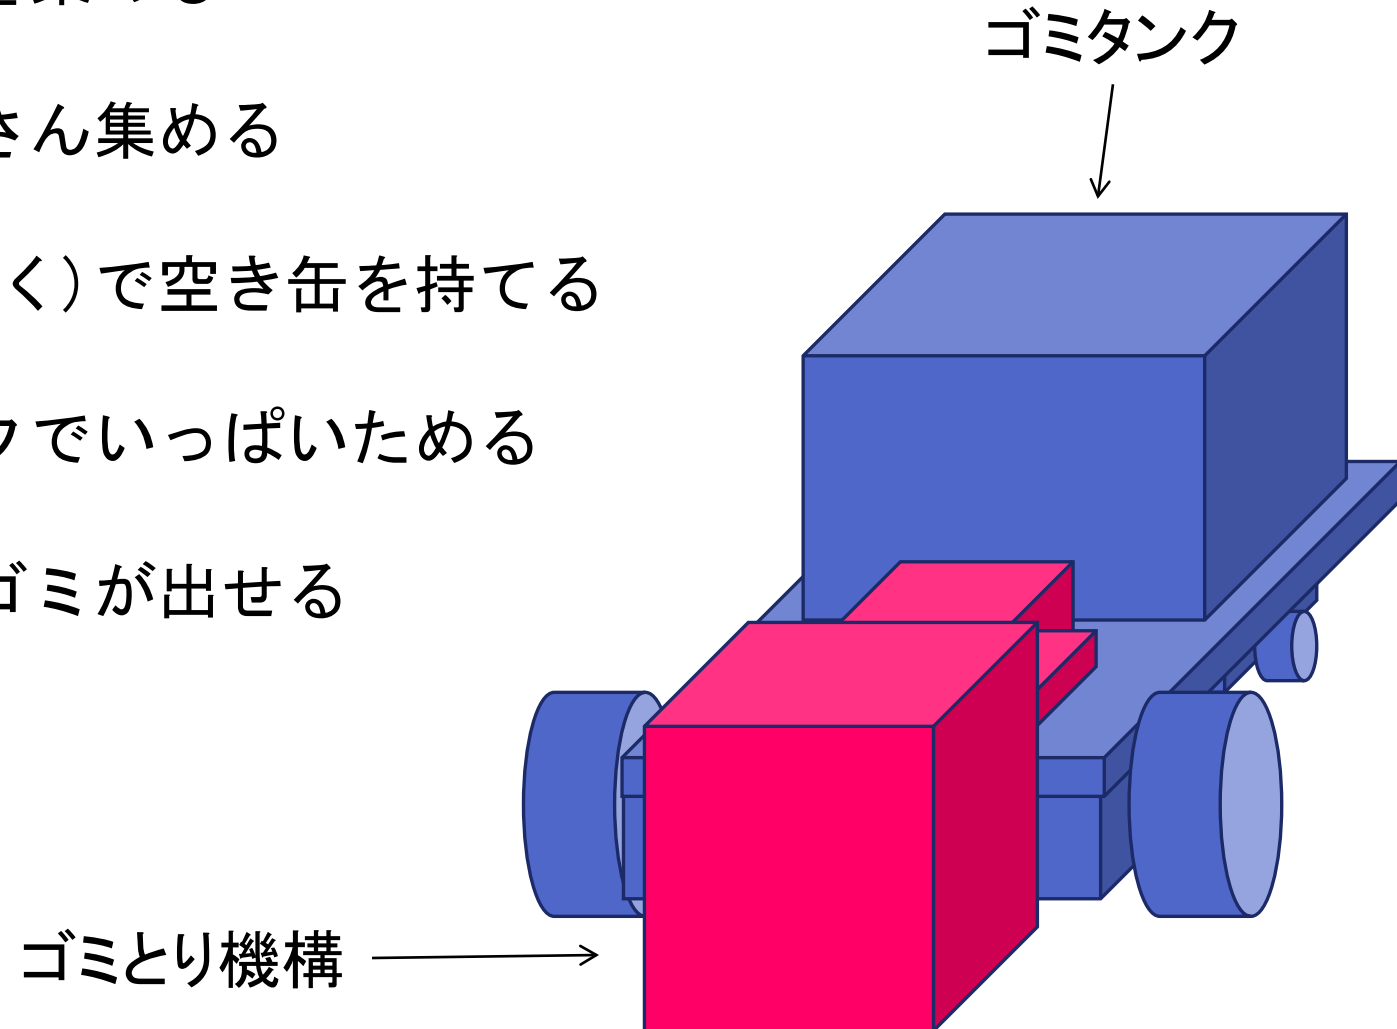 ゴミタンク
さん集める
く）で空き缶を持てる
クでいっぱいためる
ゴミが出せる
ゴミとり機構